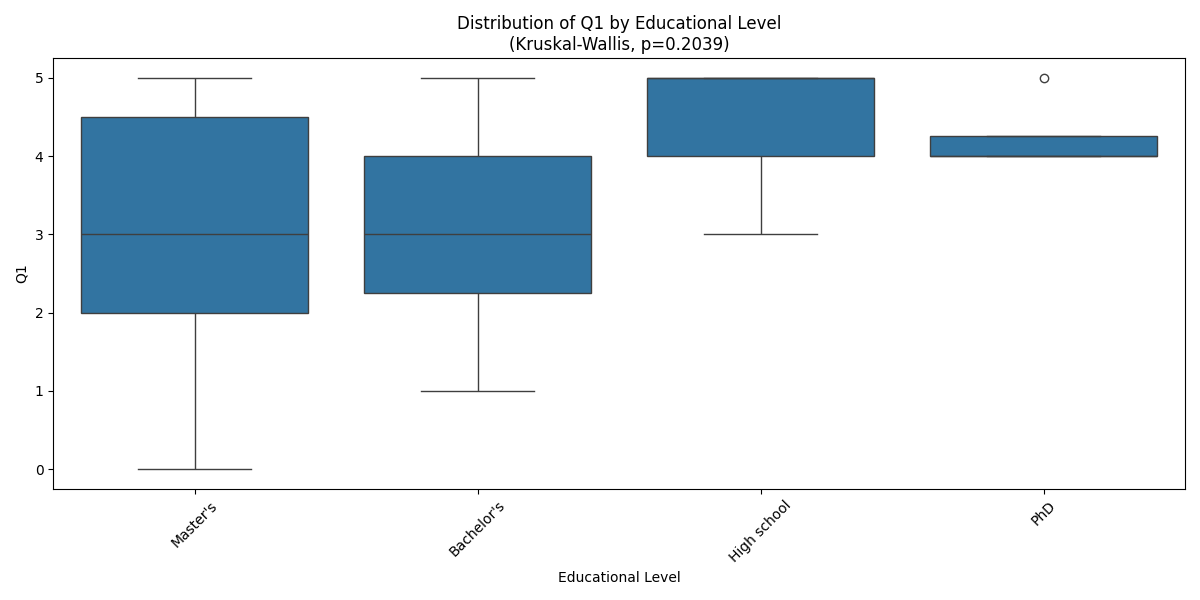 Distribution of Q1 by Educational Level
(Kruskal-Wallis, p=0.2039)
5
4
3
2
1
0
Q1
Master's
Bachelor's
High school
PhD
Educational Level